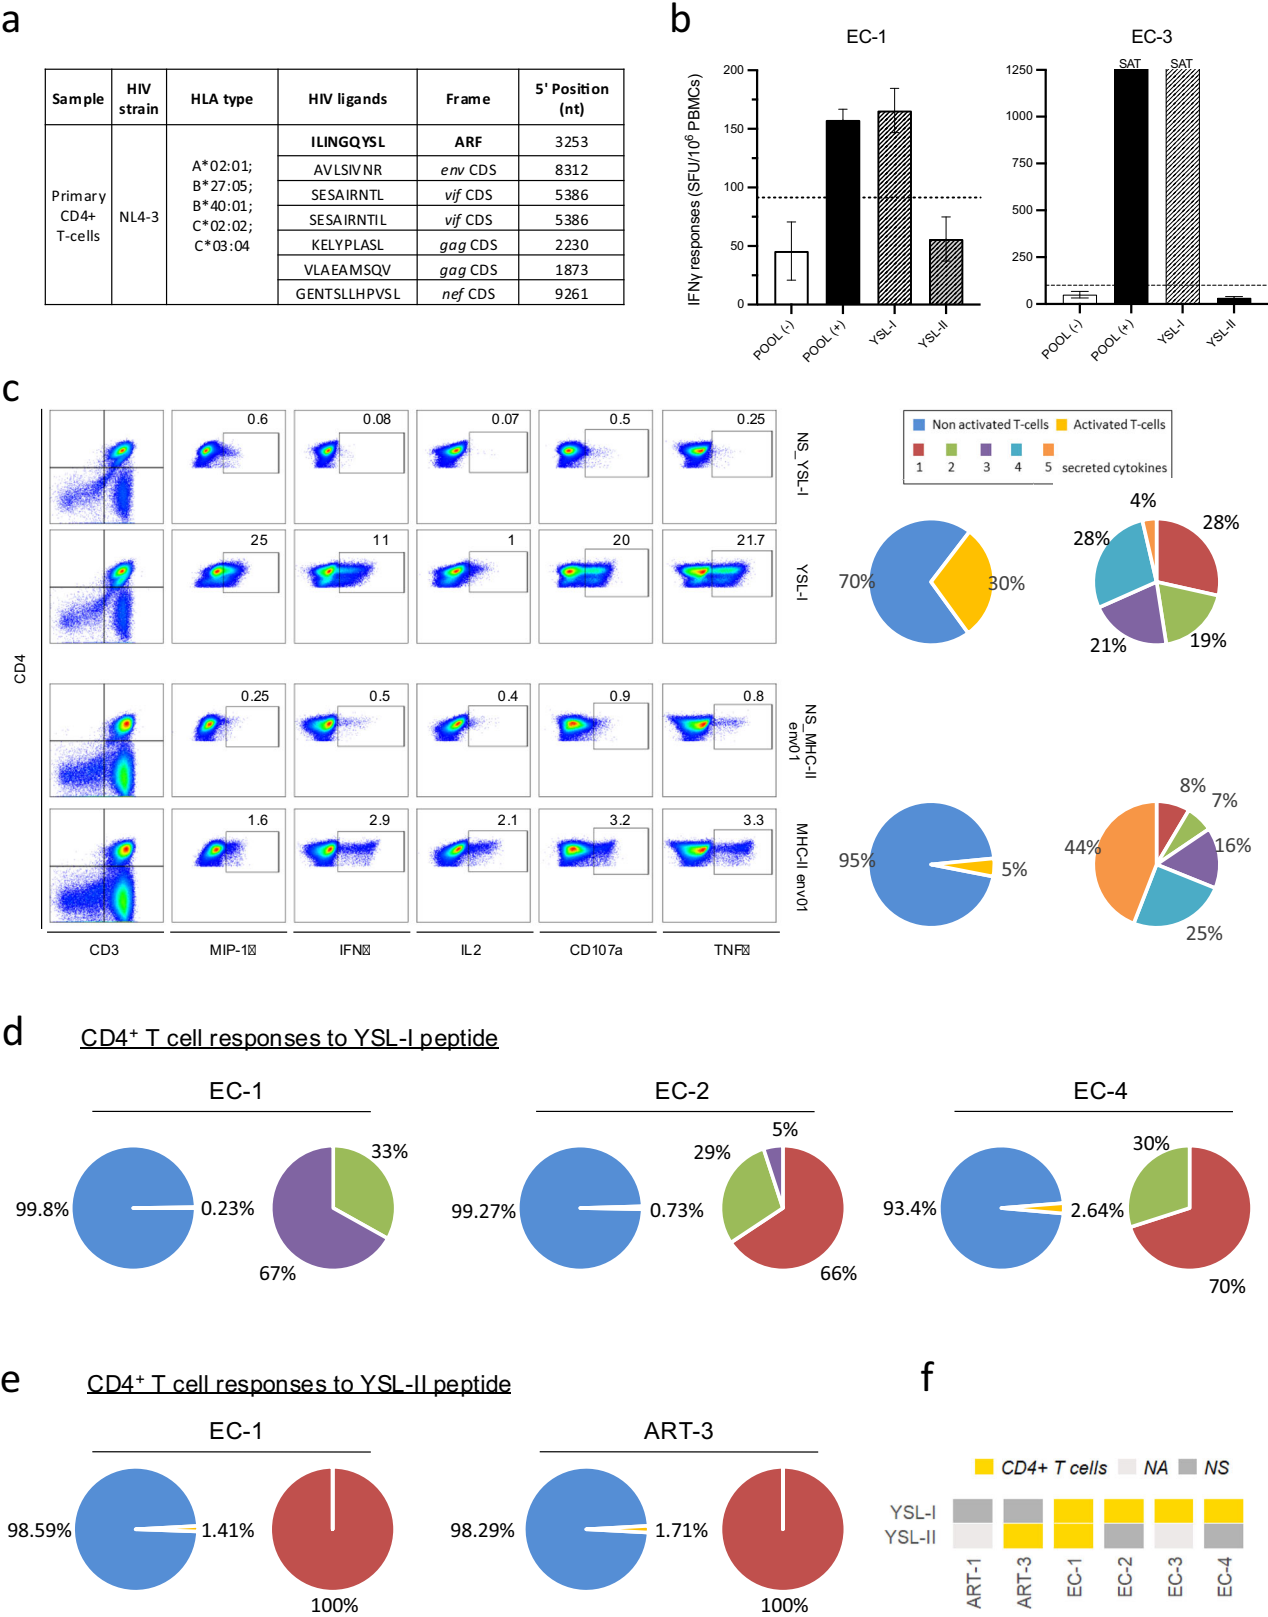 a
Sample HIV strain HLA type HIV ligands Frame 5' Position (nt)
Primary CD4+ T-cells NL4-3 A*02:01; B*27:05; B*40:01; C*02:02; C*03:04
ILINGQYSL ARF 3253
AVLSIVNR env CDS 8312
SESAIRNTL vif CDS 5386
SESAIRNTIL vif CDS 5386
KELYPLASL gag CDS 2230
VLAEAMSQV gag CDS 1873
GENTSLLHPVSL nef CDS 9261
b
EC-1
IFNγ responses (SFU/10⁶ PBMCs)
200
150
100
50
0
POOL (-) POOL (+) YSL-I YSL-II
EC-3
SAT SAT
1250
1000
750
500
250
0
POOL (-) POOL (+) YSL-I YSL-II
c
0.6 0.08 0.07 0.5 0.25
NS_YSL-I
25 11 1 20 21.7
YSL-I
0.25 0.5 0.4 0.9 0.8
NS_MHC-II
env01
1.6 2.9 2.1 3.2 3.3
MHC-II env01
CD4
CD3 MIP-1 IFN IL2 CD107a TNF
Non activated T-cells Activated T-cells
1 2 3 4 5 secreted cytokines
70% 30%
4% 28% 28% 21% 19%
95% 5%
8% 7% 16% 44% 25%
d
CD4⁺ T cell responses to YSL-I peptide
EC-1
99.8% 0.23% 33% 67%
EC-2
99.27% 0.73% 29% 5% 66%
EC-4
93.4% 2.64% 30% 70%
e
CD4⁺ T cell responses to YSL-II peptide
EC-1
98.59% 1.41% 100%
ART-3
98.29% 1.71% 100%
f
CD4+ T cells NA NS
YSL-I
YSL-II
ART-1 ART-3 EC-1 EC-2 EC-3 EC-4